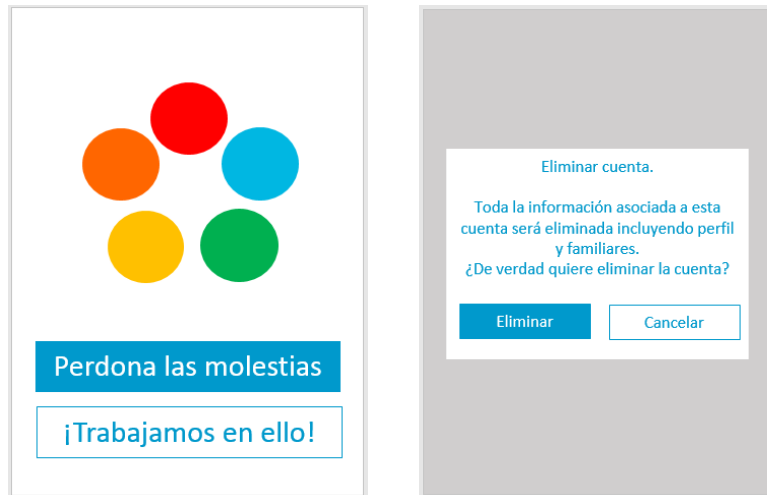 Perdona las molestias
¡Trabajamos en ello!
Eliminar cuenta.
Toda la información asociada a esta
cuenta será eliminada incluyendo perfil
y familiares.
¿De verdad quiere eliminar la cuenta?
Eliminar
Cancelar